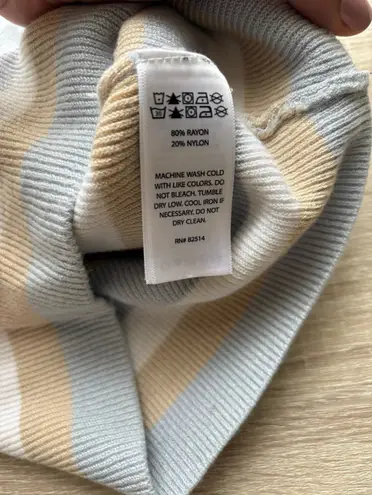 80% RAYON
20% NYLON
MACHINE WASH COLD
WITH LIKE COLORS. DO
NOT BLEACH. TUMBLE
DRY LOW. COOL IRON IF
NECESSARY. DO NOT
DRY CLEAN.
RN# 82514